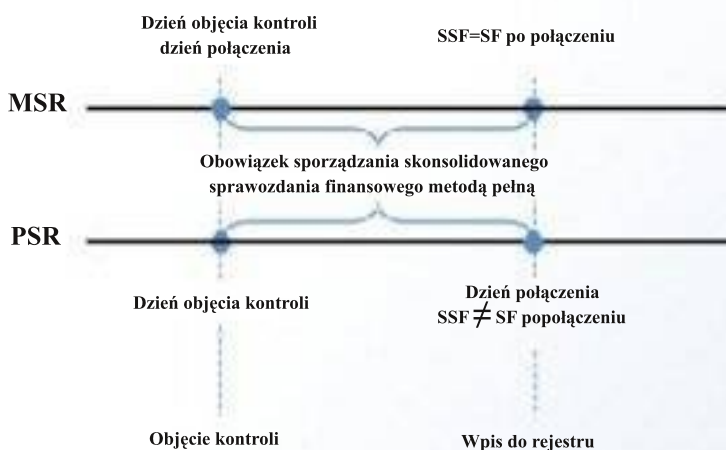 Dzień objęcia kontroli
dzień połączenia
SSF=SF po połączeniu
MSR
Obowiązek sporządzania skonsolidowanego
sprawozdania finansowego metodą pełną
PSR
Dzień objęcia kontroli
Dzień połączenia
SSF ≠ SF popołączeniu
Objęcie kontroli
Wpis do rejestru